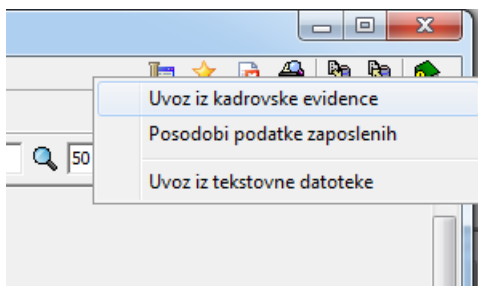 Uvoz iz kadrovske evidence
Posodobi podatke zaposlenih
50
Uvoz iz tekstovne datoteke